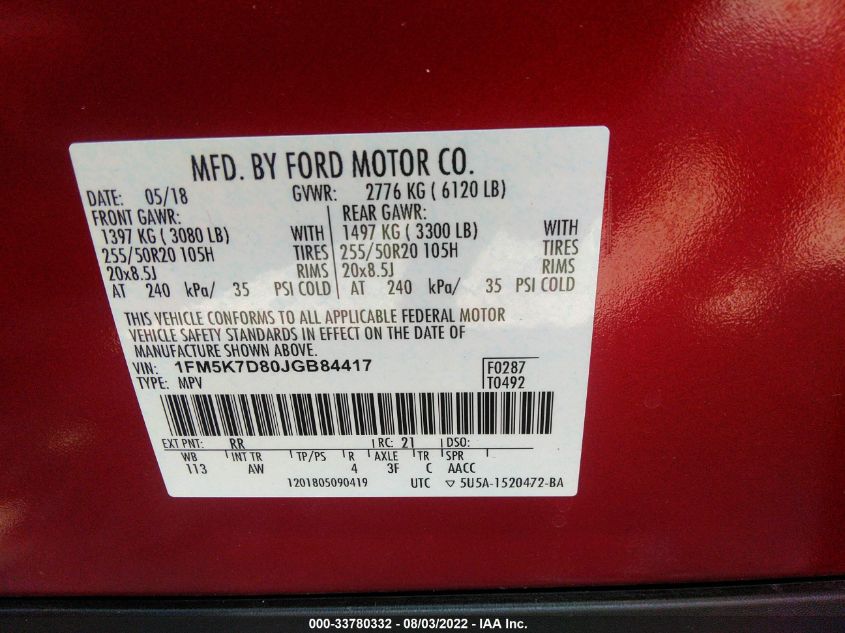 MFD. BY FORD MOTOR CO.
DATE: 05/18 GVWR: 2776 KG ( 6120 LB)
FRONT GAWR: REAR GAWR:
1397 KG ( 3080 LB) WITH 1497 KG ( 3300 LB) WITH
255/50R20 105H TIRES 255/50R20 105H TIRES
20x8.5J RIMS 20x8.5J RIMS
AT 240 kPa/ 35 PSI COLD AT 240 kPa/ 35 PSI COLD
THIS VEHICLE CONFORMS TO ALL APPLICABLE FEDERAL MOTOR
VEHICLE SAFETY STANDARDS IN EFFECT ON THE DATE OF
MANUFACTURE SHOWN ABOVE.
VIN: 1FM5K7D80JGB84417 F0287
TYPE: MPV T0492
EXT PNT: RR RC: 21 DSO:
WB INT TR TP/PS R AXLE TR SPR
113 AW 4 3F C AACC
1201805090419 UTC ▽ 5U5A-1520472-BA
000-33780332 - 08/03/2022 - IAA Inc.